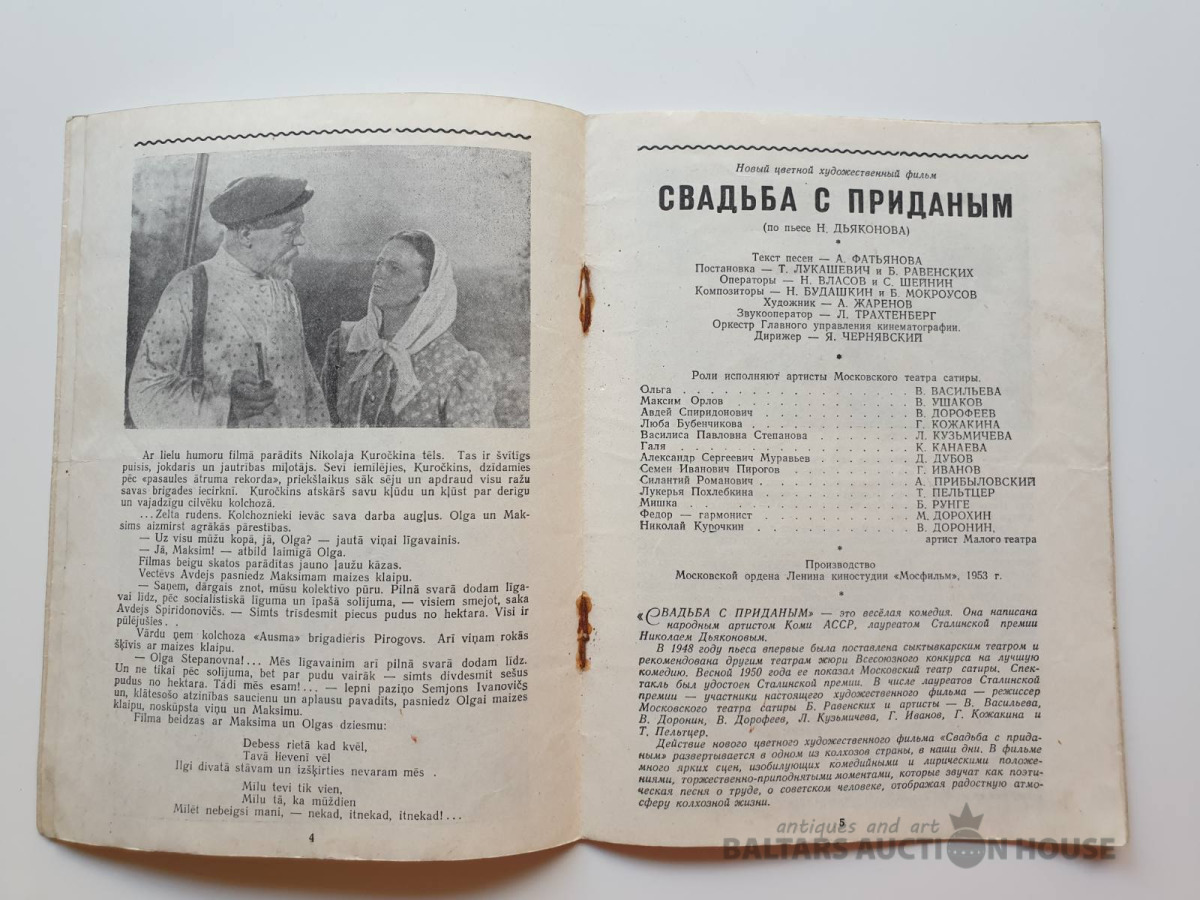 Ar lielu humoru filmā parādīts Nikolaja Kuročkina tēls. Tas ir švītīgs
puisis, jokdaris un jautrības mīļotājs. Sevī iemīlējies, Kuročkins, dzīdamies
pēc «pasaules ātruma rekorda», priekšlaikus sāk sēju un apdraud visu ražu
savas brigādes iecirknī. Kuročkins atskārš savu kļūdu un kļūst par derīgu
un vajadzīgu cilvēku kolchozā.
...Zelta rudens. Kolchoznieki ievāc sava darba augļus. Olga un Mak-
sims aizmirst agrākās pārestības.
— Uz visu mūžu kopā, jā, Olga? — jautā viņai līgavainis.
— Jā, Maksim! — atbild laimīgā Olga.
Filmas beigu skatos parādītas jauno ļaužu kāzas.
Vectēvs Avdejs pasniedz Maksimam maizes klaipu.
— Saņem, dārgais znot, mūsu kolektīvo pūru. Pilnā svarā dodam līga-
vai līdz, pēc sociālistiskā līguma un īpašā solījuma, — visiem smejot, saka
Avdejs Spiridonovičs. — Simts trīsdesmit piecus pudus no hektara. Visi ir
pūlējušies . .
Vārdu ņem kolchoza «Ausma» brigadieris Pirogovs. Arī viņam rokās
šķīvis ar maizes klaipu.
— Olga Stepanovna!... Mēs līgavainim arī pilnā svarā dodam līdz.
Un ne tikai pēc solījuma, bet par pudu vairāk — simts divdesmit sešus
pudus no hektara. Tādi mēs esam!... — lepni paziņo Semjons Ivanovičs
un, klātesošo atzinības saucienu un aplausu pavadīts, pasniedz Olgai maizes
klaipu, noskūpsta viņu un Maksimu.
Filma beidzas ar Maksima un Olgas dziesmu:
Debess rietā kad kvēl,
Tavā lievenī vēl
Ilgi divatā stāvam un izšķirties nevaram mēs .
Mīlu tevi tik vien,
Mīlu tā, ka mūždien
Mīlēt nebeigsi mani, — nekad, itnekad, itnekad!...
4
Новый цветной художественный фильм
СВАДЬБА С ПРИДАНЫМ
(по пьесе Н. ДЬЯКОНОВА)
Текст песен — А. ФАТЬЯНОВА
Постановка — Т. ЛУКАШЕВИЧ и Б. РАВЕНСКИХ
Операторы — Н. ВЛАСОВ и С. ШЕЙНИН
Композиторы — Н. БУДАШКИН и Б. МОКРОУСОВ
Художник — А. ЖАРЕНОВ
Звукооператор — Л. ТРАХТЕНБЕРГ
Оркестр Главного управления кинематографии.
Дирижер — Я. ЧЕРНЯВСКИЙ
Роли исполняют артисты Московского театра сатиры.
Ольга . . . . . . . . . . . . . . В. ВАСИЛЬЕВА
Максим Орлов . . . . . . . . . . . В. УШАКОВ
Авдей Спиридонович . . . . . . . . . . В. ДОРОФЕЕВ
Люба Бубенчикова . . . . . . . . . . Г. КОЖАКИНА
Василиса Павловна Степанова . . . . . . . Л. КУЗЬМИЧЕВА
Галя . . . . . . . . . . . . . . К. КАНАЕВА
Александр Сергеевич Муравьев . . . . . . . Д. ДУБОВ
Семен Иванович Пирогов . . . . . . . . Г. ИВАНОВ
Силантий Романович . . . . . . . . . . А. ПРИБЫЛОВСКИЙ
Лукерья Похлебкина . . . . . . . . . . Т. ПЕЛЬТЦЕР
Мишка . . . . . . . . . . . . . Б. РУНГЕ
Федор — гармонист . . . . . . . . . . М. ДОРОХИН
Николай Курочкин . . . . . . . . . . В. ДОРОНИН,
артист Малого театра
Производство
Московской ордена Ленина киностудии «Мосфильм», 1953 г.
«СВАДЬБА С ПРИДАНЫМ» — это весёлая комедия. Она написана
народным артистом Коми АССР, лауреатом Сталинской премии
Николаем Дьяконовым.
В 1948 году пьеса впервые была поставлена сыктывкарским театром и
рекомендована другим театрам жюри Всесоюзного конкурса на лучшую
комедию. Весной 1950 года ее показал Московский театр сатиры. Спек-
такль был удостоен Сталинской премии. В числе лауреатов Сталинской
премии — участники настоящего художественного фильма — режиссер
Московского театра сатиры Б. Равенских и артисты — В. Васильева,
В. Доронин, В. Дорофеев, Л. Кузьмичева, Г. Иванов, Г. Кожакина и
Т. Пельтцер.
Действие нового цветного художественного фильма «Свадьба с прида-
ным» развертывается в одном из колхозов страны, в наши дни. В фильме
много ярких сцен, изобилующих комедийными и лирическими положе-
ниями, торжественно-приподнятыми моментами, которые звучат как поэти-
ческая песня о труде, о советском человеке, отображая радостную атмо-
сферу колхозной жизни.
5
antiques and art
BALTARS AUCTION HOUSE